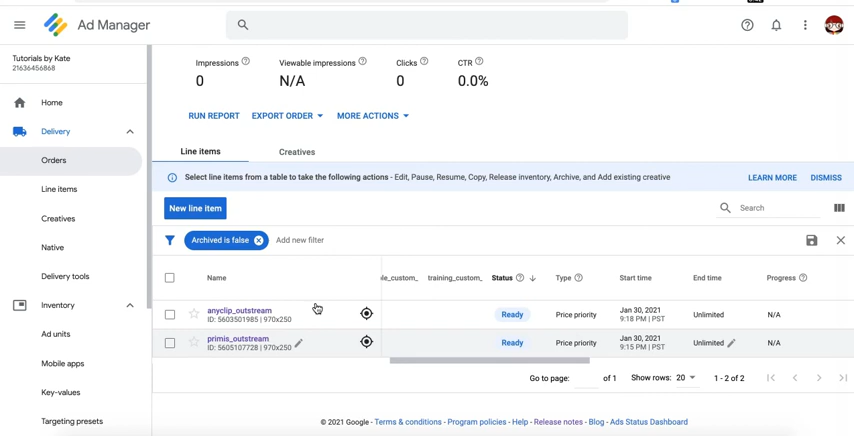 Ad Manager
Tutorials by Kate
21636456868
Home
Delivery
Orders
Line items
Creatives
Native
Delivery tools
Inventory
Ad units
Mobile apps
Key-values
Targeting presets
Impressions ? Viewable impressions ? Clicks ? CTR ?
0 N/A 0 0.0%
RUN REPORT EXPORT ORDER MORE ACTIONS
Line items Creatives
Select line items from a table to take the following actions - Edit, Pause, Resume, Copy, Release inventory, Archive, and Add existing creative LEARN MORE DISMISS
New line item Search
Archived is false Add new filter
Name le_custom_ training_custom_ Status ? Type ? Start time End time Progress ?
anyclip_outstream Ready Price priority Jan 30, 2021 Unlimited N/A
ID: 5603501985 | 970x250 9:18 PM | PST
primis_outstream Ready Price priority Jan 30, 2021 Unlimited N/A
ID: 5605107728 | 970x250 9:15 PM | PST
Go to page: of 1 Show rows: 20 1 - 2 of 2
© 2021 Google - Terms & conditions - Program policies - Help - Release notes - Blog - Ads Status Dashboard